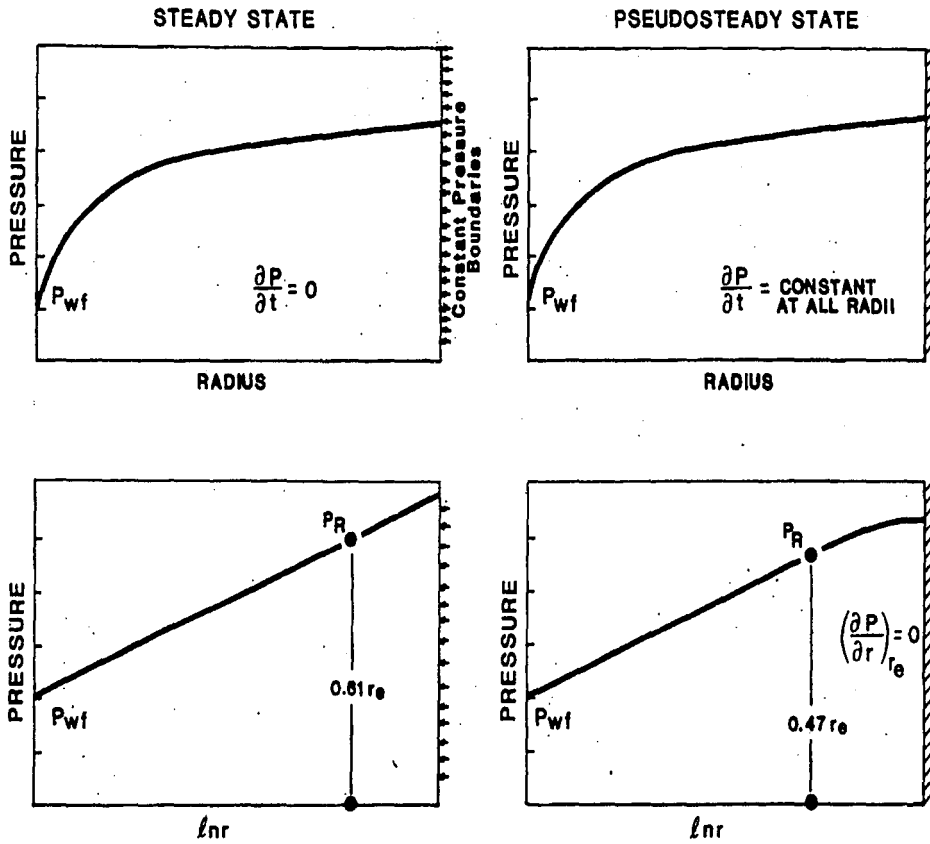 STEADY STATE
PRESSURE
Pwf
∂P/∂t = 0
Constant Pressure
Boundaries
RADIUS
PSEUDOSTEADY STATE
PRESSURE
Pwf
∂P/∂t = CONSTANT
AT ALL RADII
RADIUS
PRESSURE
PR
0.61 re
Pwf
lnr
PRESSURE
PR
(∂P/∂r)re = 0
0.47 re
Pwf
lnr